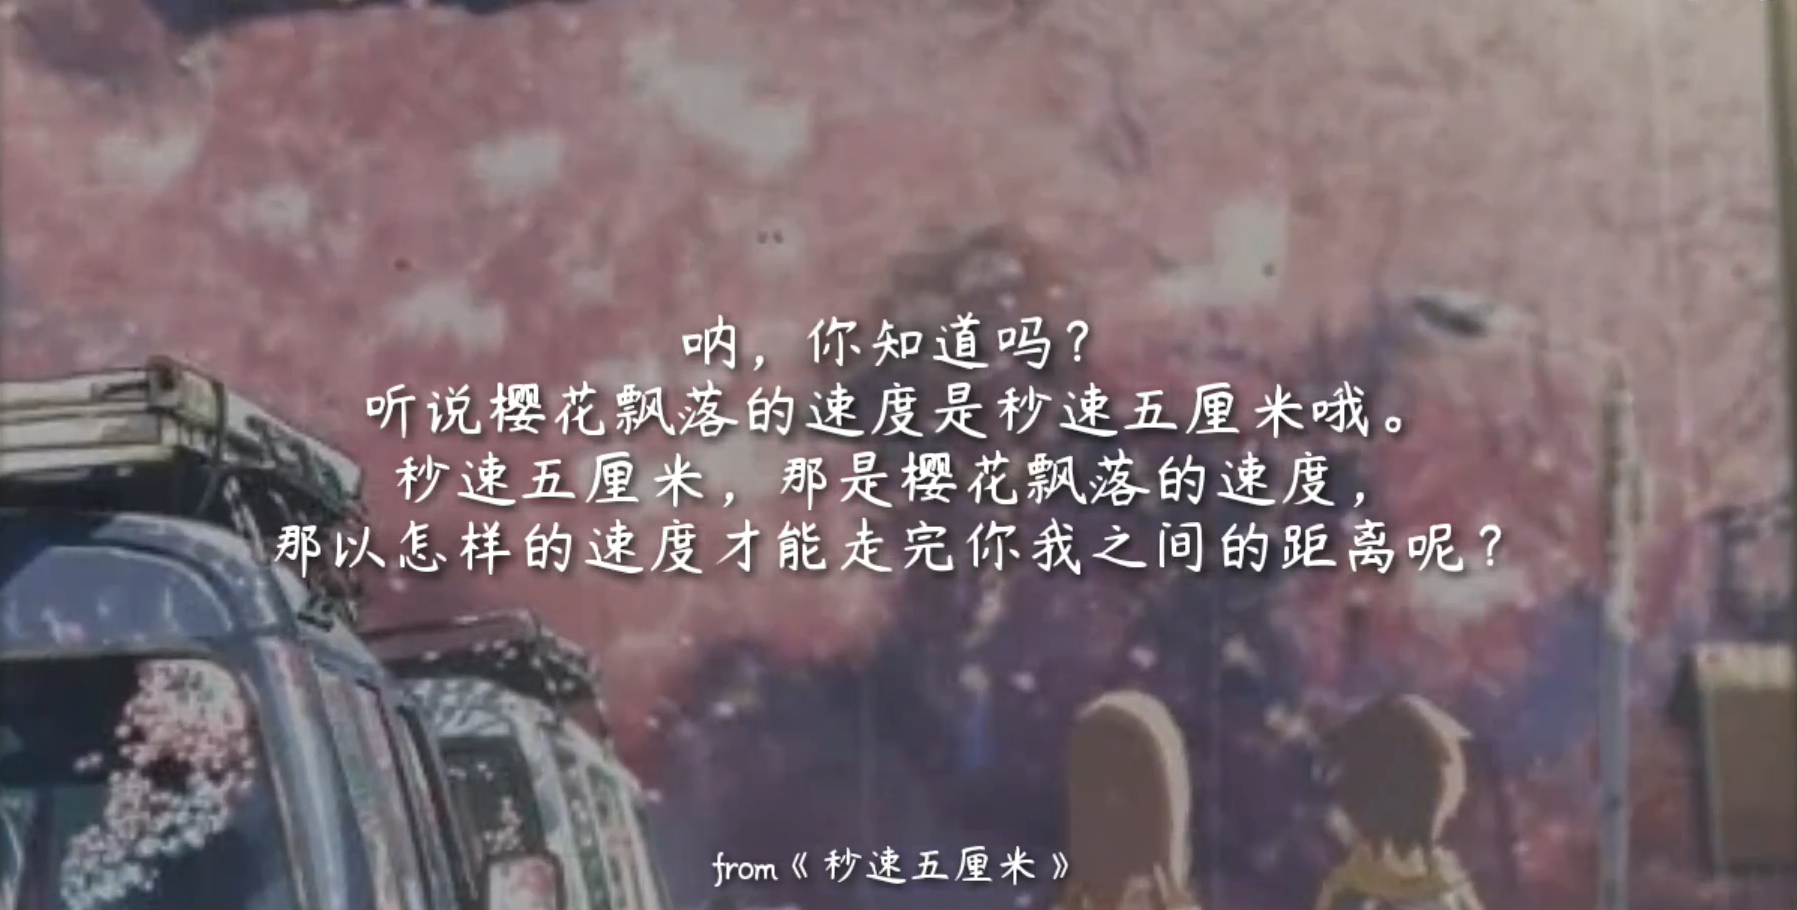 呐，你知道吗？
听说樱花飘落的速度是秒速五厘米哦。
秒速五厘米，那是樱花飘落的速度，
那以怎样的速度才能走完你我之间的距离呢？
from《秒速五厘米》